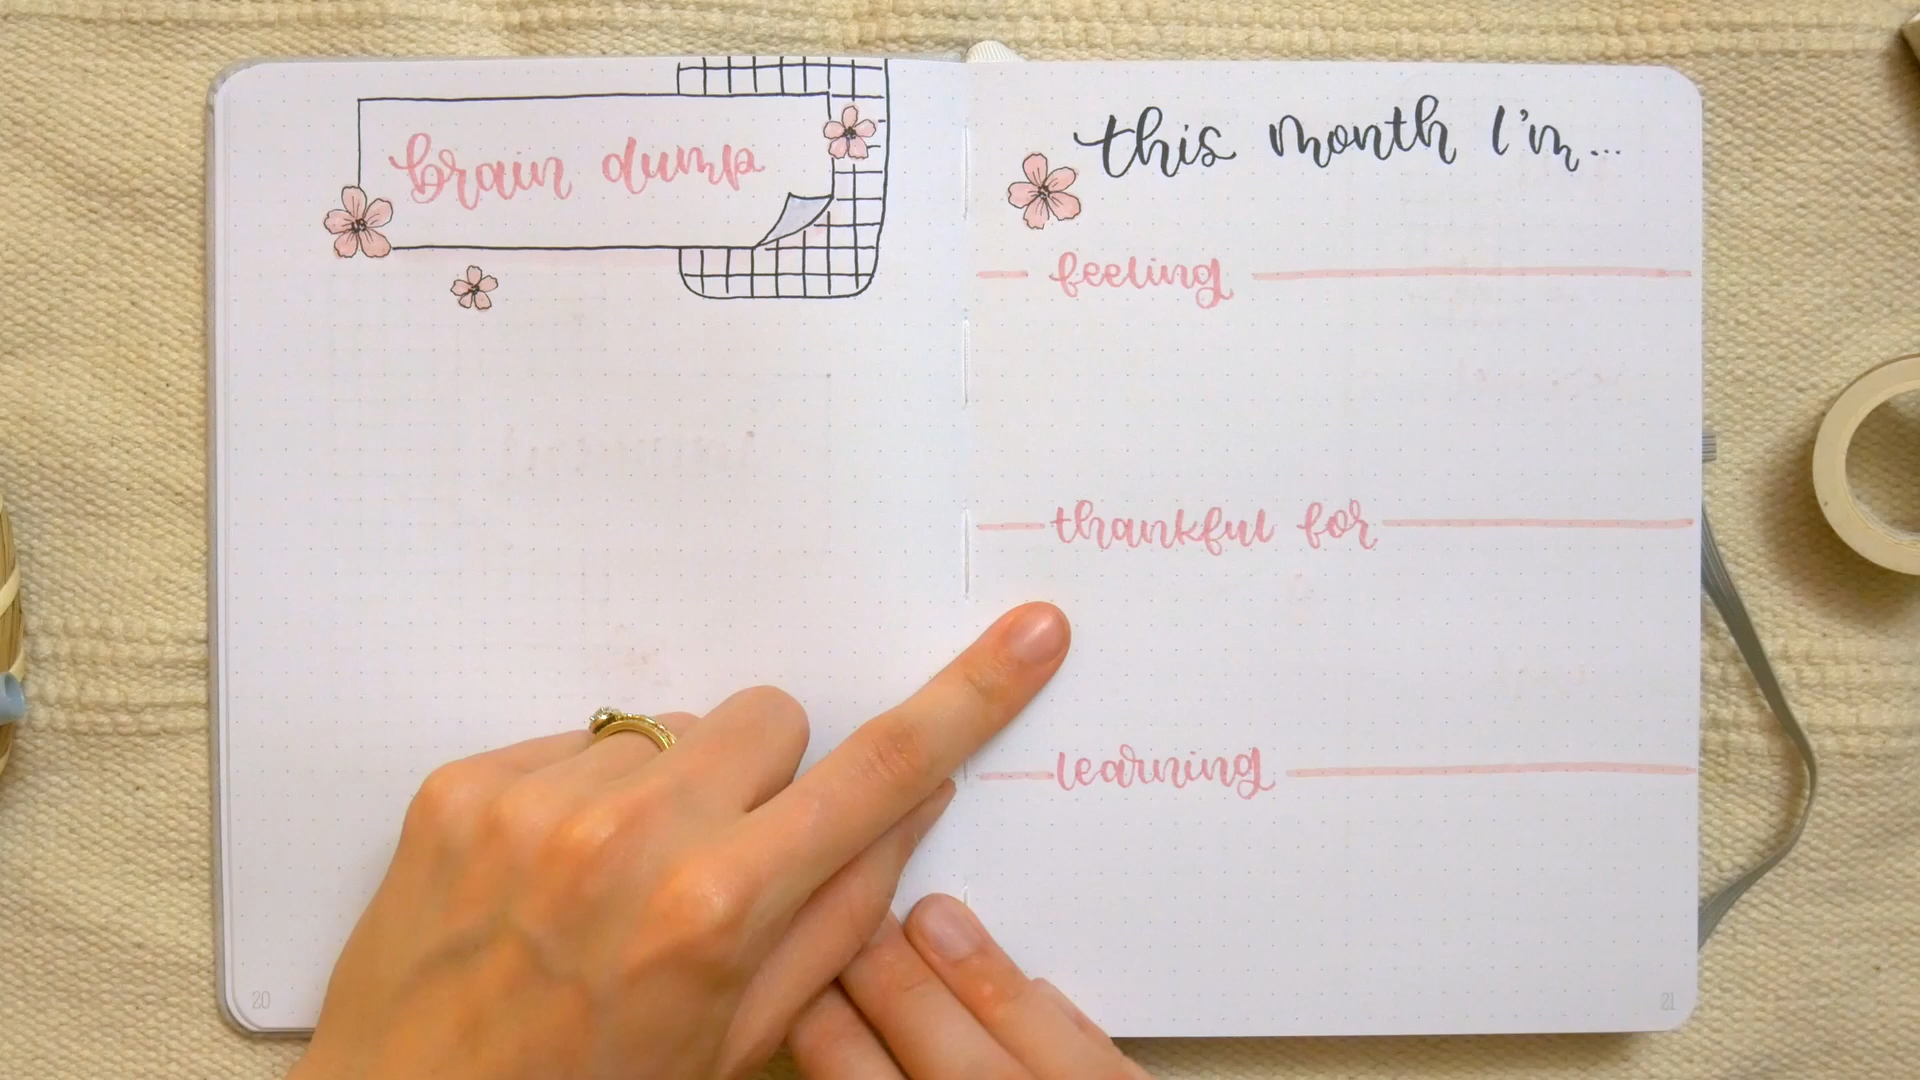 brain dump
this month I'm...
feeling
thankful for
learning
20
21